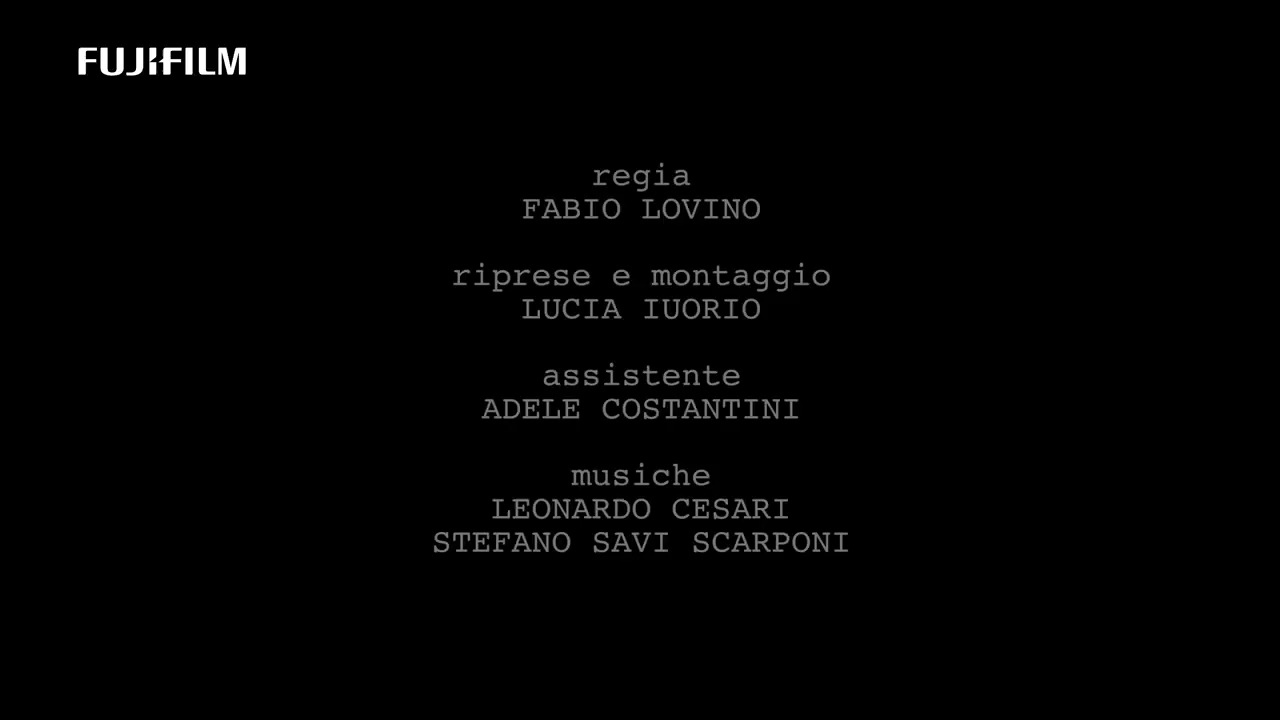 FUJIFILM
regia
FABIO LOVINO
riprese e montaggio
LUCIA IUORIO
assistente
ADELE COSTANTINI
musiche
LEONARDO CESARI
STEFANO SAVI SCARPONI